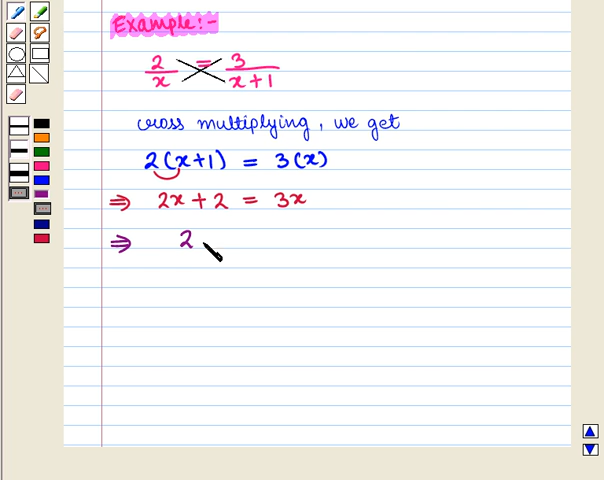 Example:-
2/x = 3/(x+1)
cross multiplying, we get
2(x+1) = 3(x)
⇒ 2x + 2 = 3x
⇒ 2